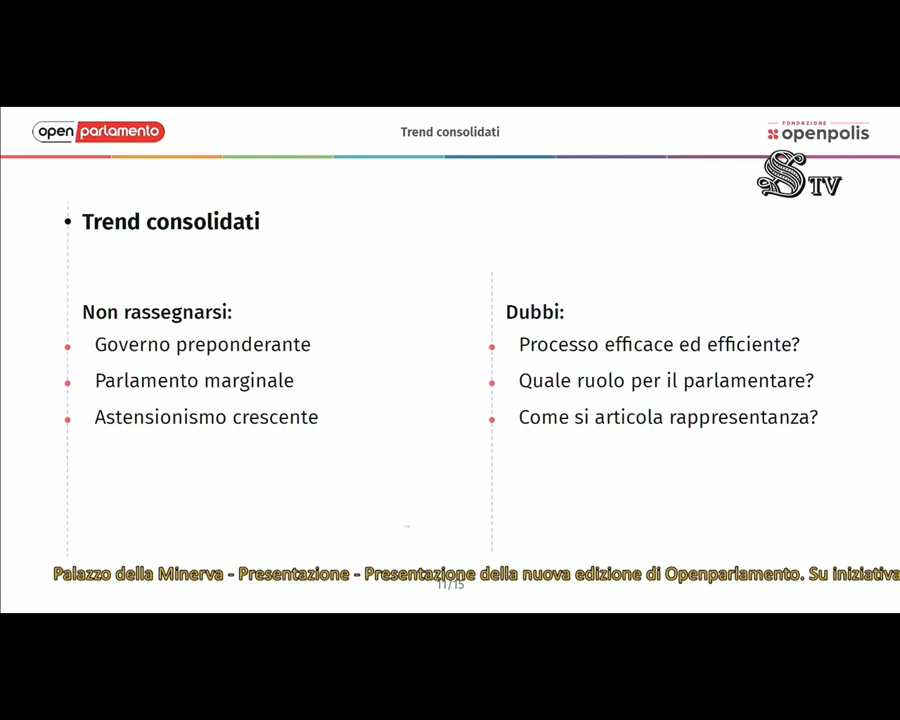 open parlamento
Trend consolidati
FONDAZIONE
openpolis
S TV
• Trend consolidati
Non rassegnarsi:
Governo preponderante
Parlamento marginale
Astensionismo crescente
Dubbi:
Processo efficace ed efficiente?
Quale ruolo per il parlamentare?
Come si articola rappresentanza?
Palazzo della Minerva - Presentazione - Presentazione della nuova edizione di Openparlamento. Su iniziativa
11/15